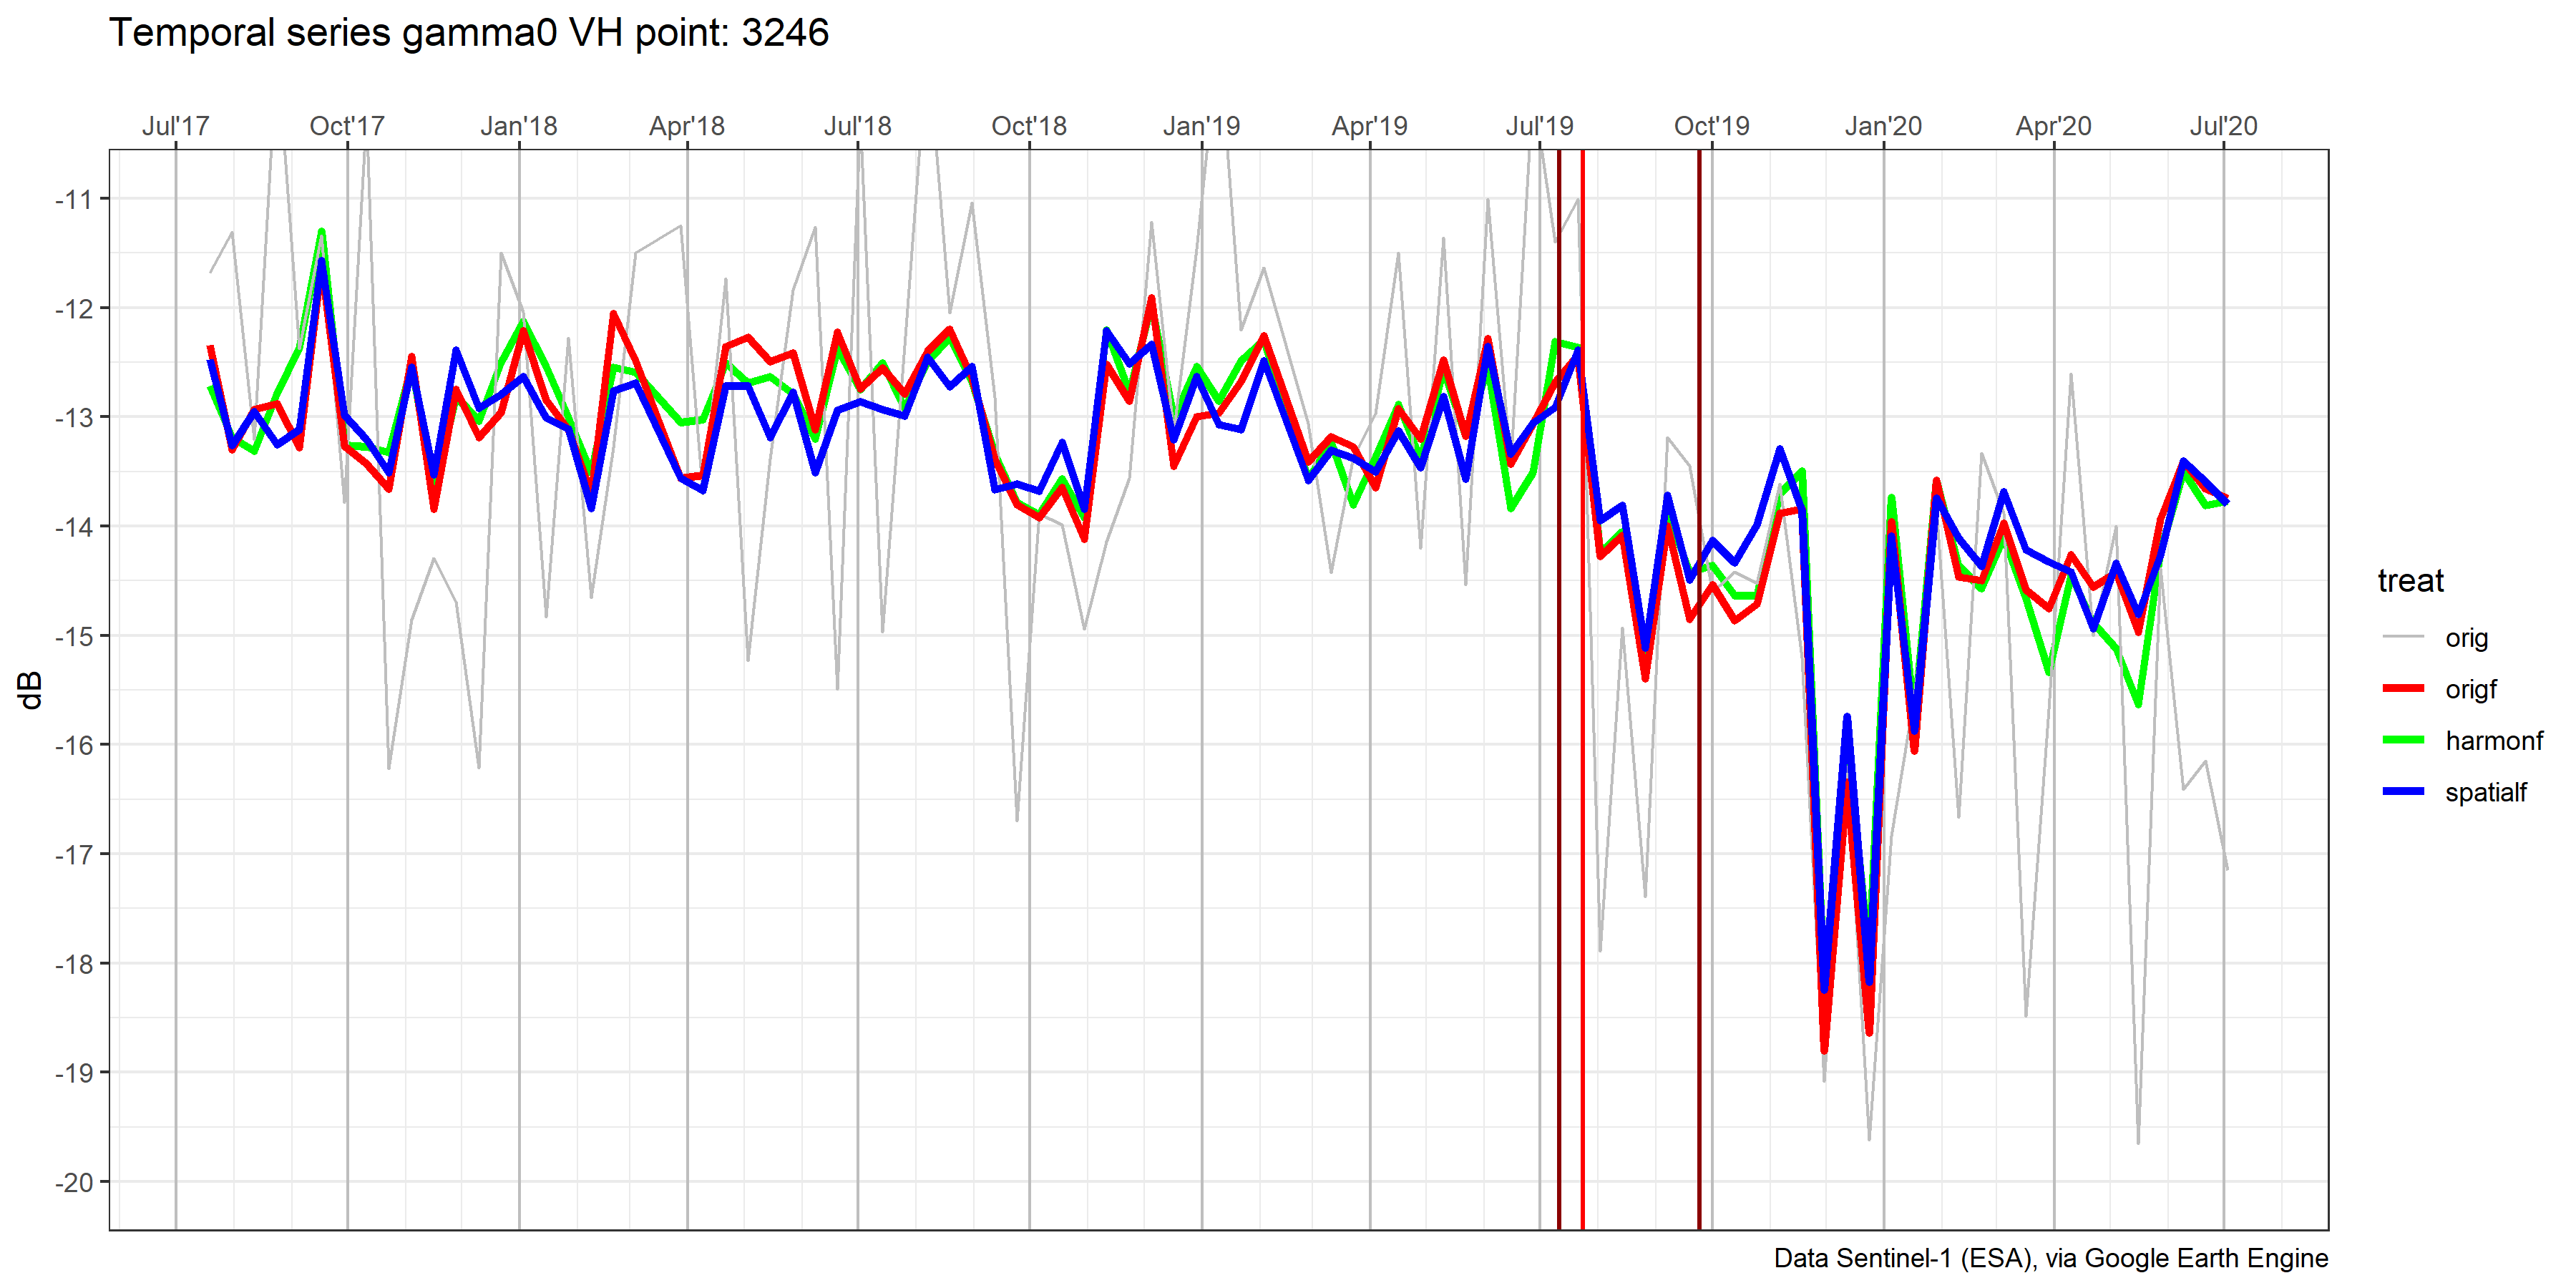 Temporal series gamma0 VH point: 3246
Jul'17 Oct'17 Jan'18 Apr'18 Jul'18 Oct'18 Jan'19 Apr'19 Jul'19 Oct'19 Jan'20 Apr'20 Jul'20
-11
-12
-13
-14
-15
-16
-17
-18
-19
-20
dB
treat
orig
origf
harmonf
spatialf
Data Sentinel-1 (ESA), via Google Earth Engine